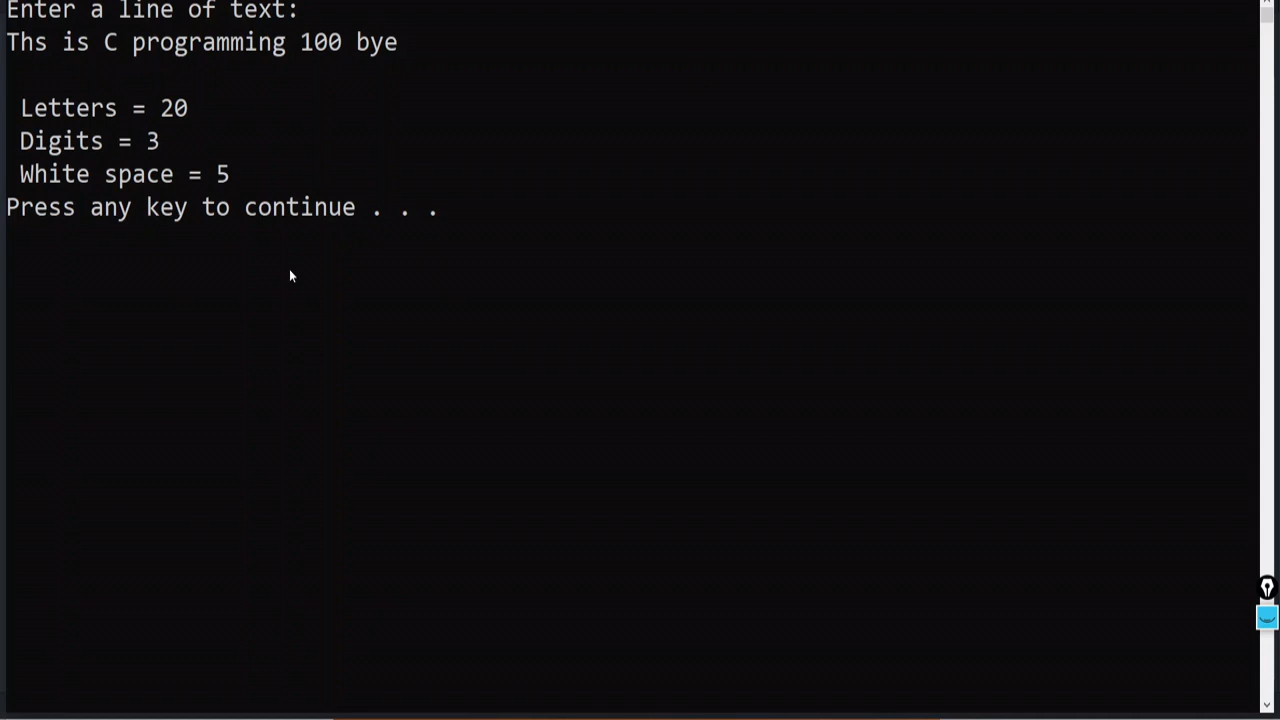 Enter a line of text:
Ths is C programming 100 bye
Letters = 20
Digits = 3
White space = 5
Press any key to continue . . .